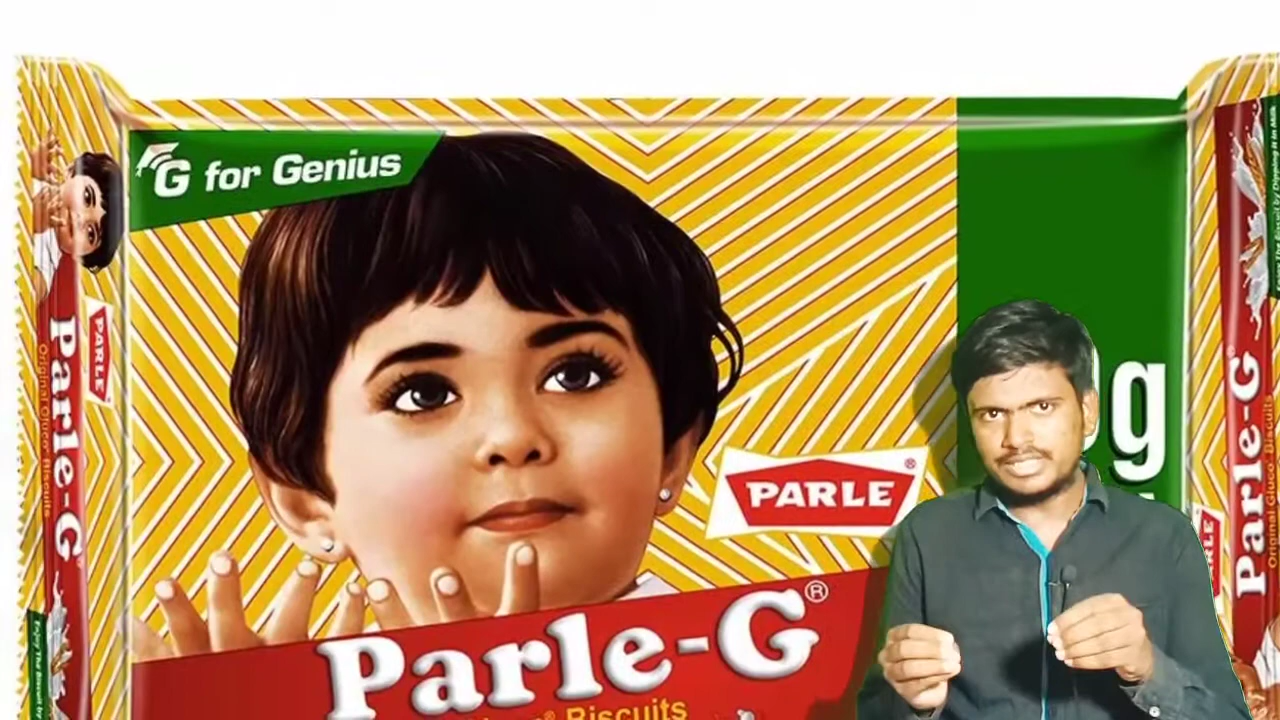 G for Genius
PARLE
Parle-G
Original Gluco Biscuits
g
PARLE®
Parle-G®
Biscuits
Parle-G
Original Gluco Biscuits